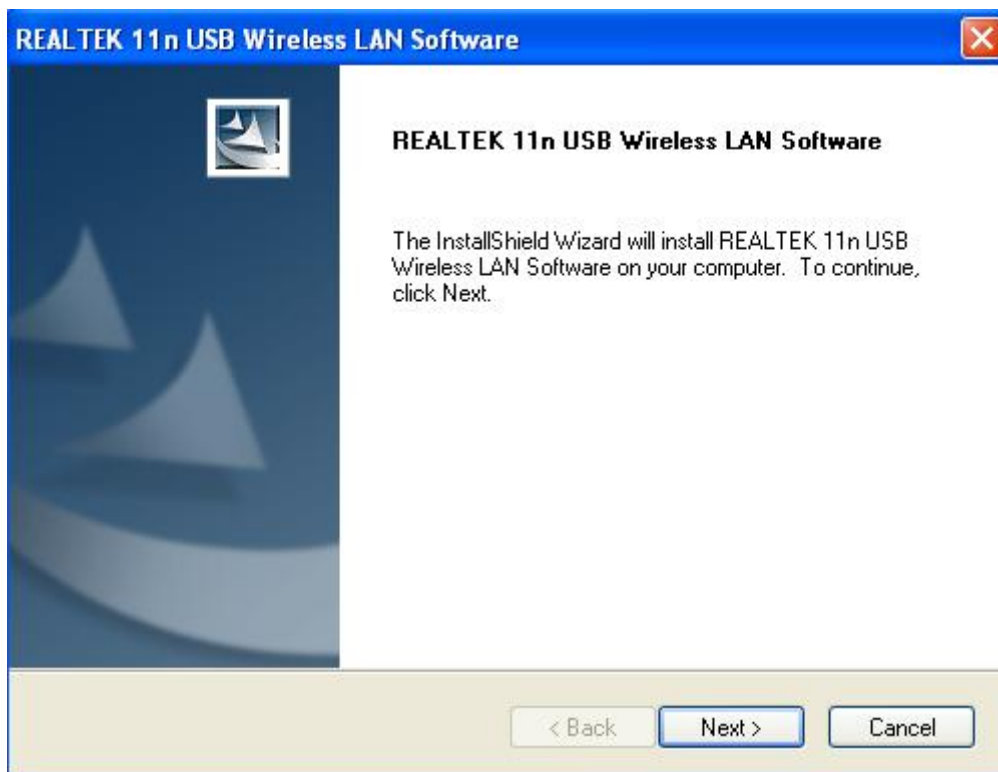 REALTEK 11n USB Wireless LAN Software
REALTEK 11n USB Wireless LAN Software
The InstallShield Wizard will install REALTEK 11n USB
Wireless LAN Software on your computer.  To continue,
click Next.
< Back
Next >
Cancel